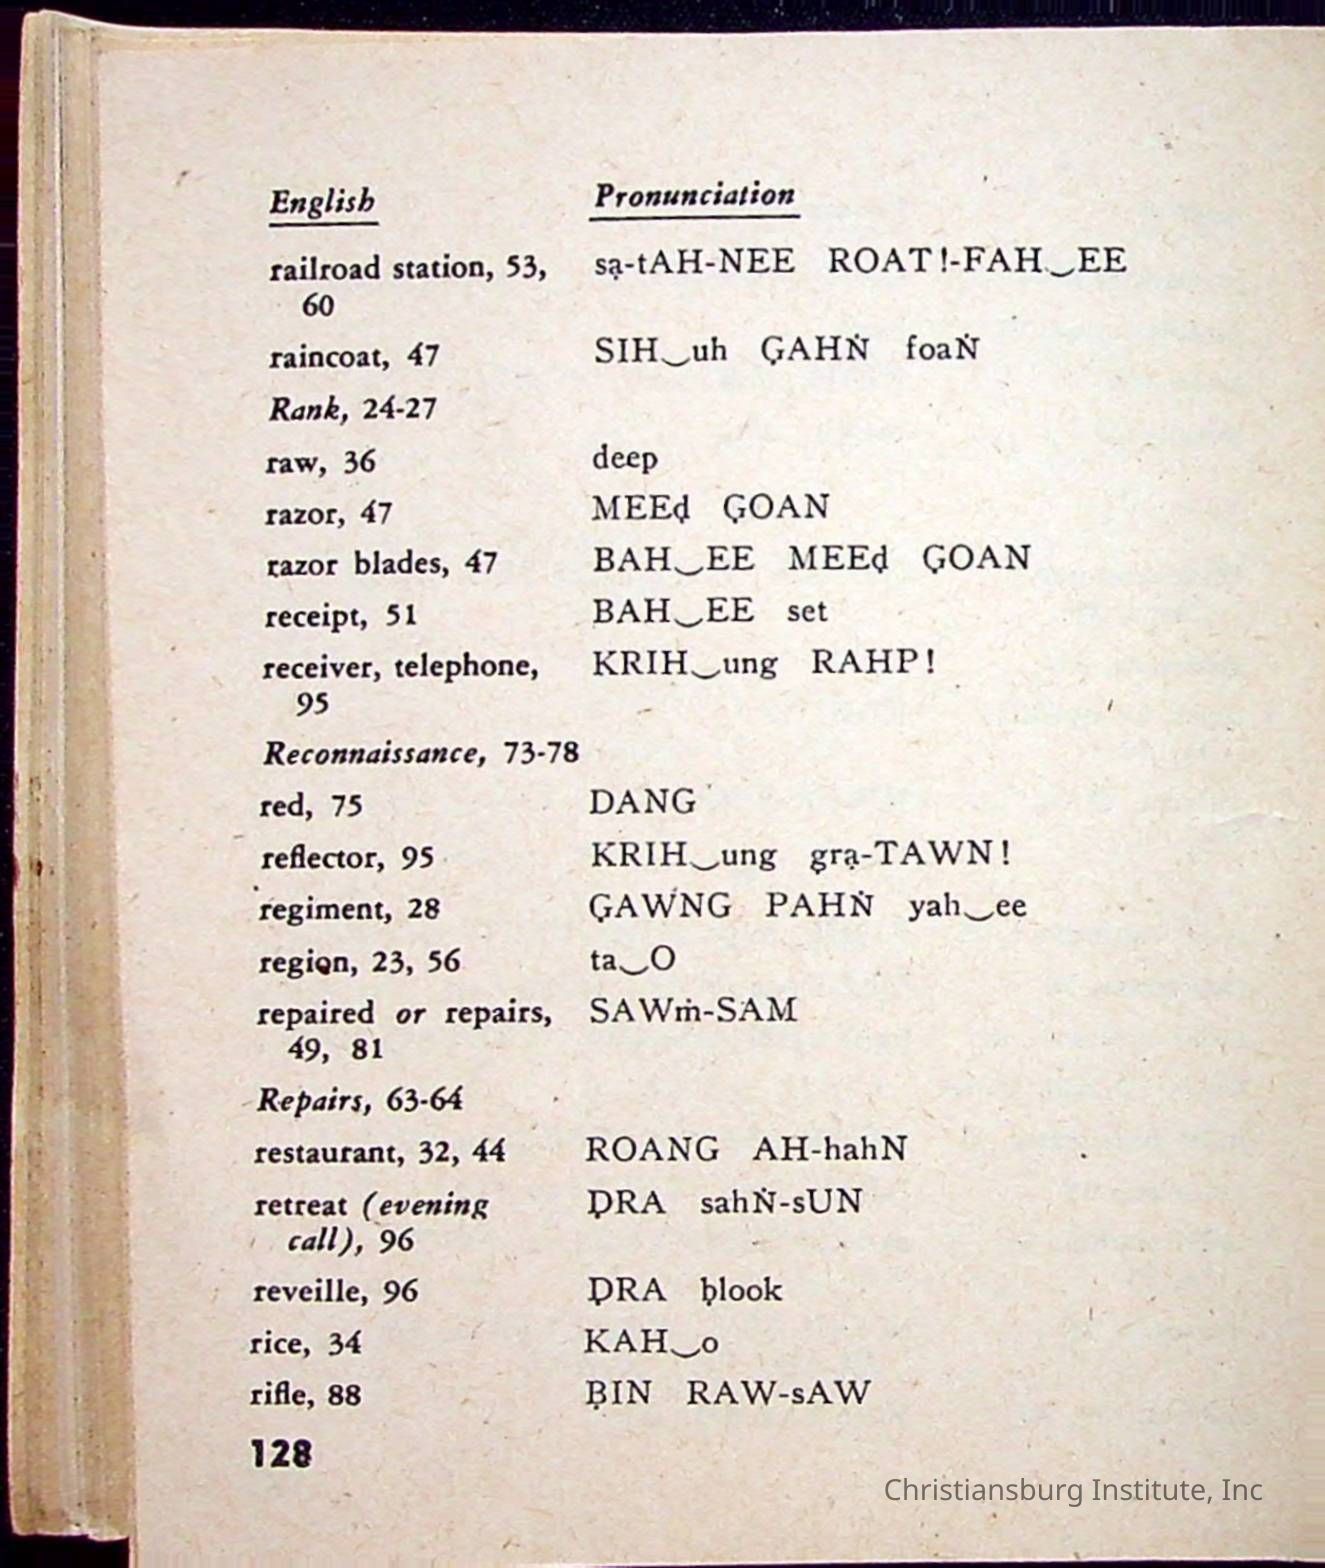 English Pronunciation
railroad station, 53, sạ-tAH-NEE ROAT!-FAH‿EE
60
raincoat, 47 SIH‿uh G̣AHṄ foaṄ
Rank, 24-27
raw, 36 deep
razor, 47 MEEḍ G̣OAN
razor blades, 47 BAH‿EE MEEḍ G̣OAN
receipt, 51 BAH‿EE set
receiver, telephone, KRIH‿ung RAHP!
95
Reconnaissance, 73-78
red, 75 DANG
reflector, 95 KRIH‿ung g̣rạ-TAWN!
regiment, 28 G̣AWṄG PAHṄ yah‿ee
region, 23, 56 ta‿O
repaired or repairs, SAWṁ-SAM
49, 81
Repairs, 63-64
restaurant, 32, 44 ROANG AH-hahN
retreat (evening ḌRA sahṄ-sUN
call), 96
reveille, 96 ḌRA ḅlook
rice, 34 KAH‿o
rifle, 88 ḄIN RAW-sAW
128
Christiansburg Institute, Inc